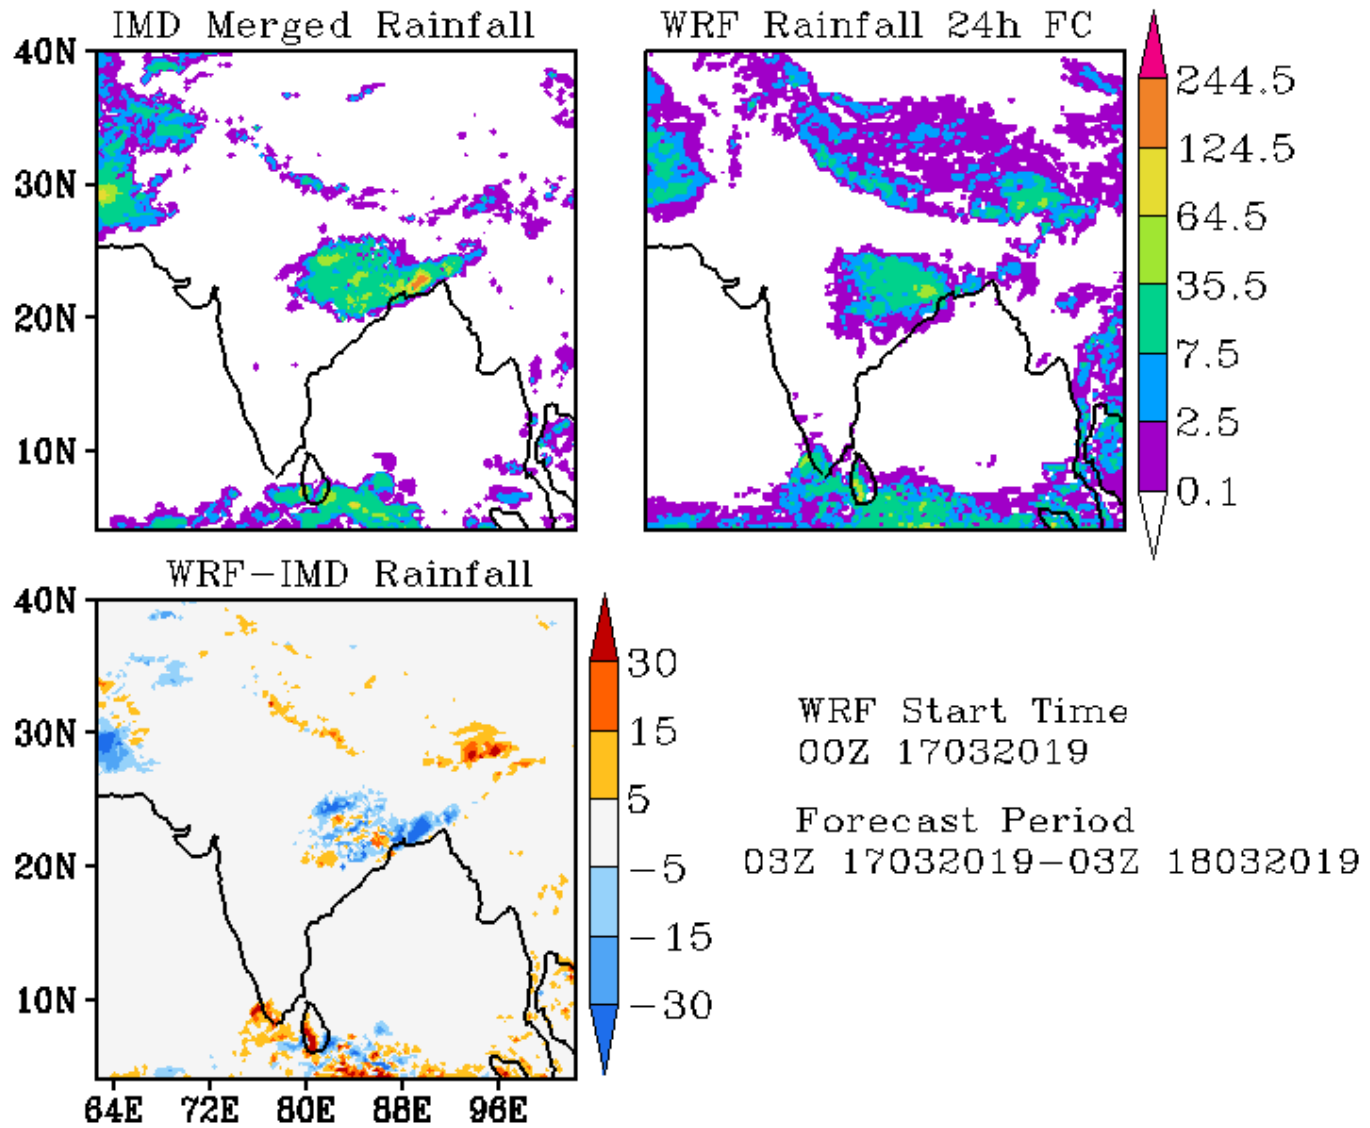 IMD Merged Rainfall
WRF Rainfall 24h FC
40N
30N
20N
10N
244.5
124.5
64.5
35.5
7.5
2.5
0.1
WRF-IMD Rainfall
40N
30N
20N
10N
64E 72E 80E 88E 96E
30
15
5
-5
-15
-30
WRF Start Time
00Z 17032019
Forecast Period
03Z 17032019-03Z 18032019